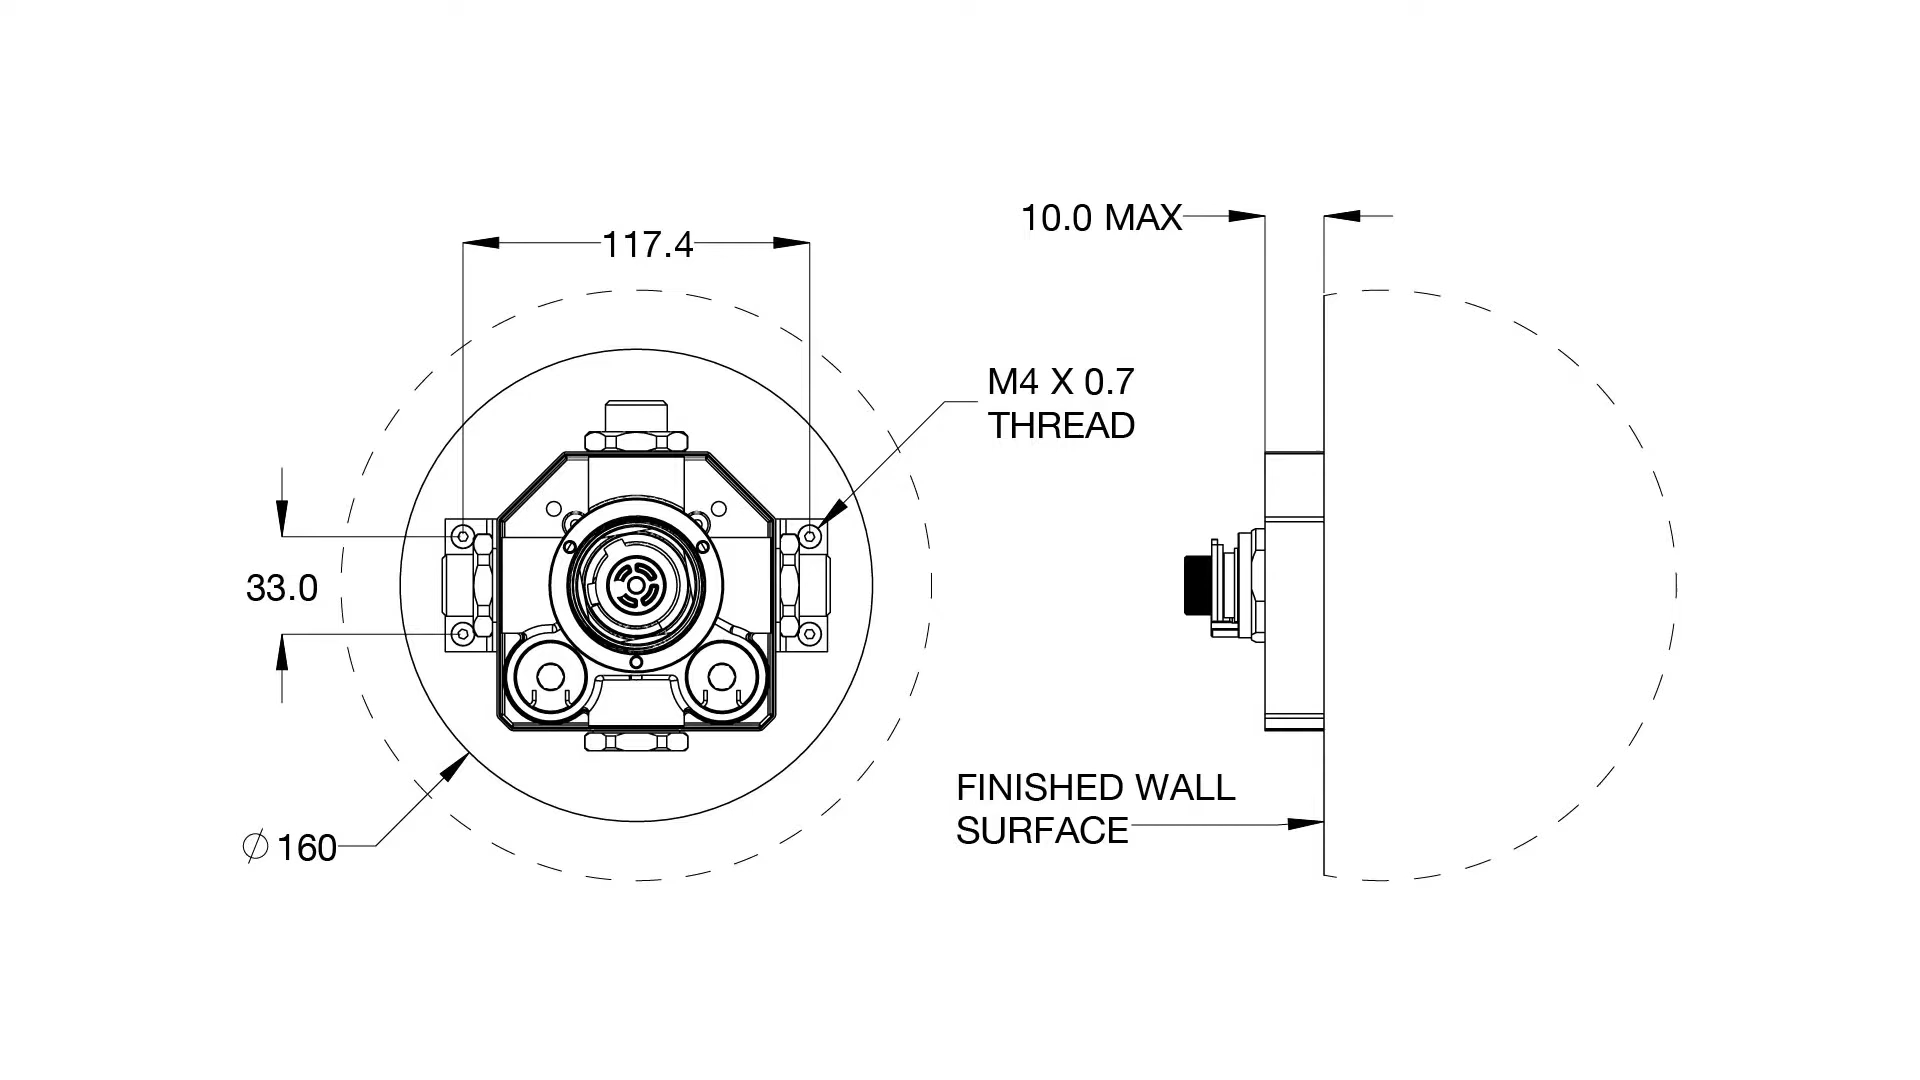 10.0 MAX
117.4
M4 X 0.7
THREAD
33.0
FINISHED WALL
SURFACE
∅ 160